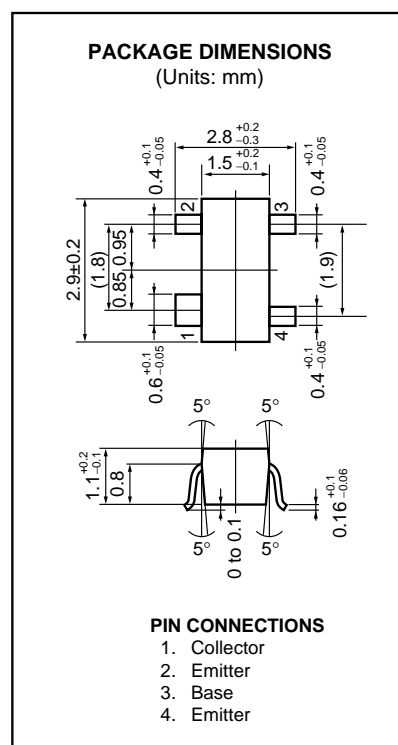 PACKAGE DIMENSIONS
(Units: mm)
2.8 +0.2 −0.3
1.5 +0.2 −0.1
0.4 +0.1 −0.05
2
3
0.4 +0.1 −0.05
2.9±0.2
(1.8)
0.95
0.85
(1.9)
0.6 +0.1 −0.05
1
4
0.4 +0.1 −0.05
5°
5°
1.1 +0.2 −0.1
0.8
5°
0 to 0.1
5°
0.16 +0.1 −0.06
PIN CONNECTIONS
1. Collector
2. Emitter
3. Base
4. Emitter